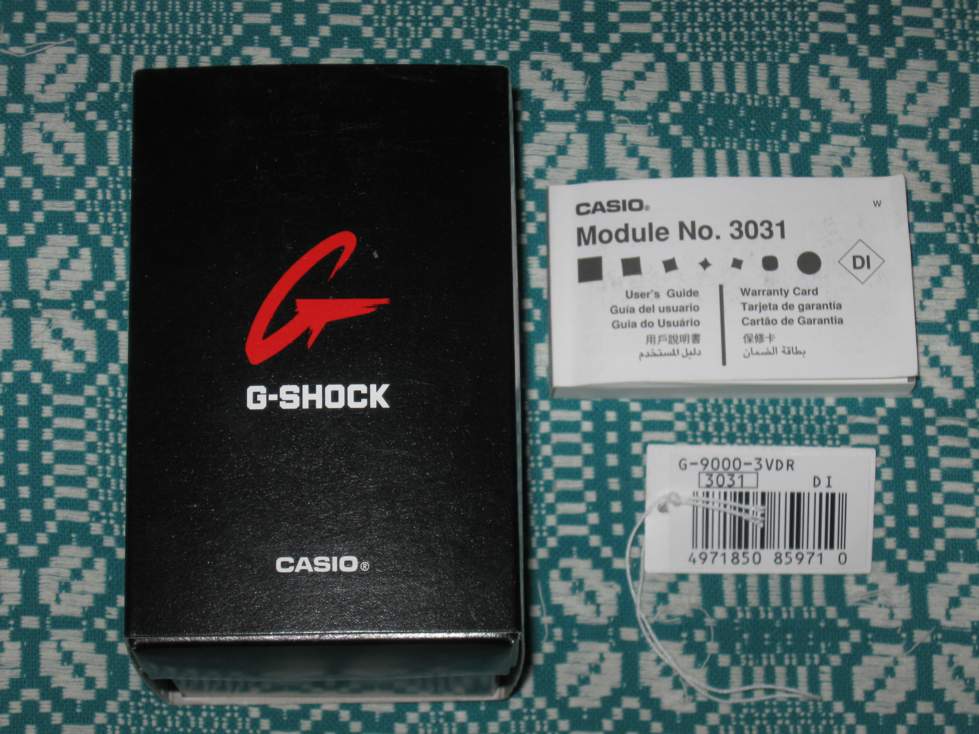 G-SHOCK
CASIO®
CASIO®
W
Module No. 3031
DI
User's Guide
Guía del usuario
Guia do Usuário
用戶說明書
دليل المستخدم
Warranty Card
Tarjeta de garantía
Cartão de Garantia
保修卡
بطاقة الضمان
G-9000-3VDR
3031 DI
4971850 85971 0